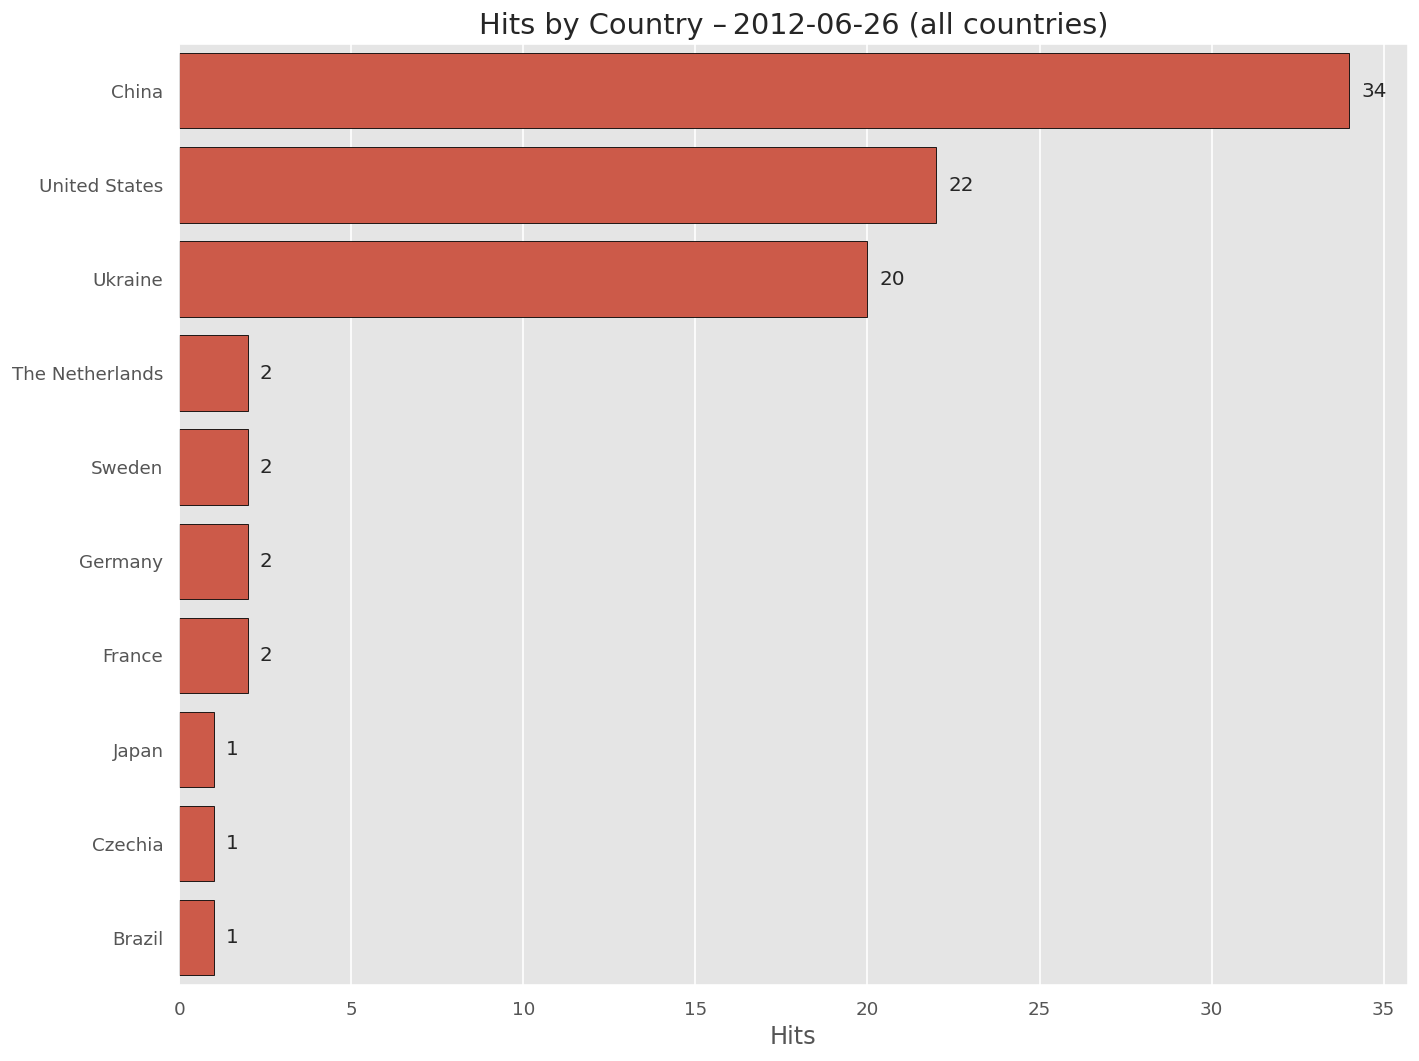 Hits by Country – 2012-06-26 (all countries)
China 34
United States 22
Ukraine 20
The Netherlands 2
Sweden 2
Germany 2
France 2
Japan 1
Czechia 1
Brazil 1
0 5 10 15 20 25 30 35
Hits